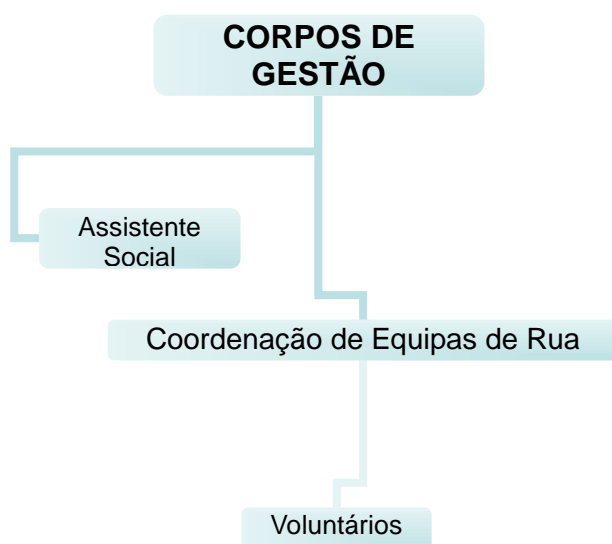 CORPOS DE
GESTÃO
Assistente
Social
Coordenação de Equipas de Rua
Voluntários